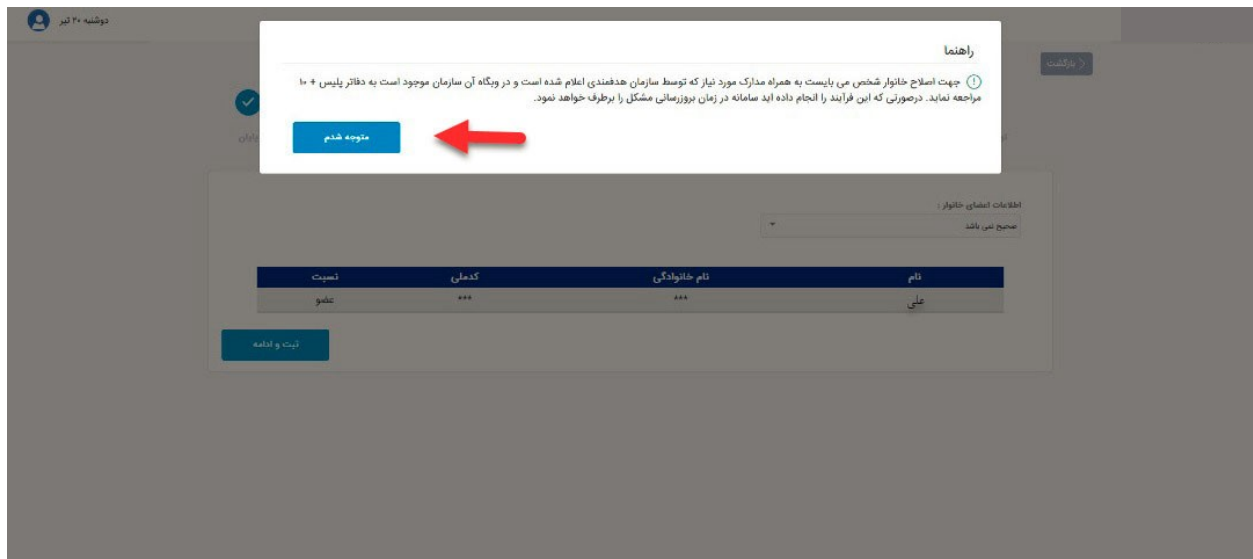 دوشنبه ۲۰ تیر
راهنما
جهت اصلاح خانوار شخص می بایست به همراه مدارک مورد نیاز که توسط سازمان هدفمندی اعلام شده است و در وبگاه آن سازمان موجود است به دفاتر پلیس + ۱۰
مراجعه نماید. درصورتی که این فرآیند را انجام داده اید سامانه در زمان بروزرسانی مشکل را برطرف خواهد نمود.
متوجه شدم
بازگشت
پایان
اطلاعات اعضای خانوار :
صحیح نمی باشد
نام نام خانوادگی کدملی نسبت
علی *** *** عضو
ثبت و ادامه